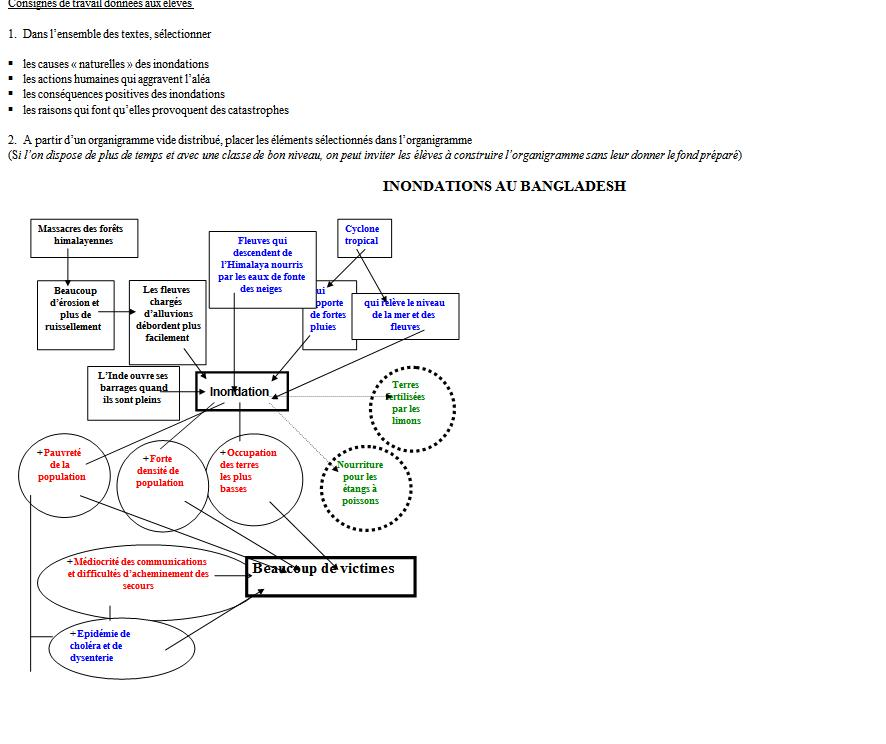 Consignes de travail données aux élèves
1. Dans l'ensemble des textes, sélectionner
▪ les causes « naturelles » des inondations
▪ les actions humaines qui aggravent l'aléa
▪ les conséquences positives des inondations
▪ les raisons qui font qu'elles provoquent des catastrophes
2. A partir d'un organigramme vide distribué, placer les éléments sélectionnés dans l'organigramme
(Si l'on dispose de plus de temps et avec une classe de bon niveau, on peut inviter les élèves à construire l'organigramme sans leur donner le fond préparé)
INONDATIONS AU BANGLADESH
Massacres des forêts
himalayennes
Fleuves qui
descendent de
l'Himalaya nourris
par les eaux de fonte
des neiges
Cyclone
tropical
Beaucoup
d'érosion et
plus de
ruissellement
Les fleuves
chargés
d'alluvions
débordent plus
facilement
ui
pporte
de fortes
pluies
qui relève le niveau
de la mer et des
fleuves
L'Inde ouvre ses
barrages quand
ils sont pleins
Inondation
Terres
fertilisées
par les
limons
+Pauvreté
de la
population
+Forte
densité de
population
+Occupation
des terres
les plus
basses
Nourriture
pour les
étangs à
poissons
+Médiocrité des communications
et difficultés d'acheminement des
secours
Beaucoup de victimes
+Epidémie de
choléra et de
dysenterie